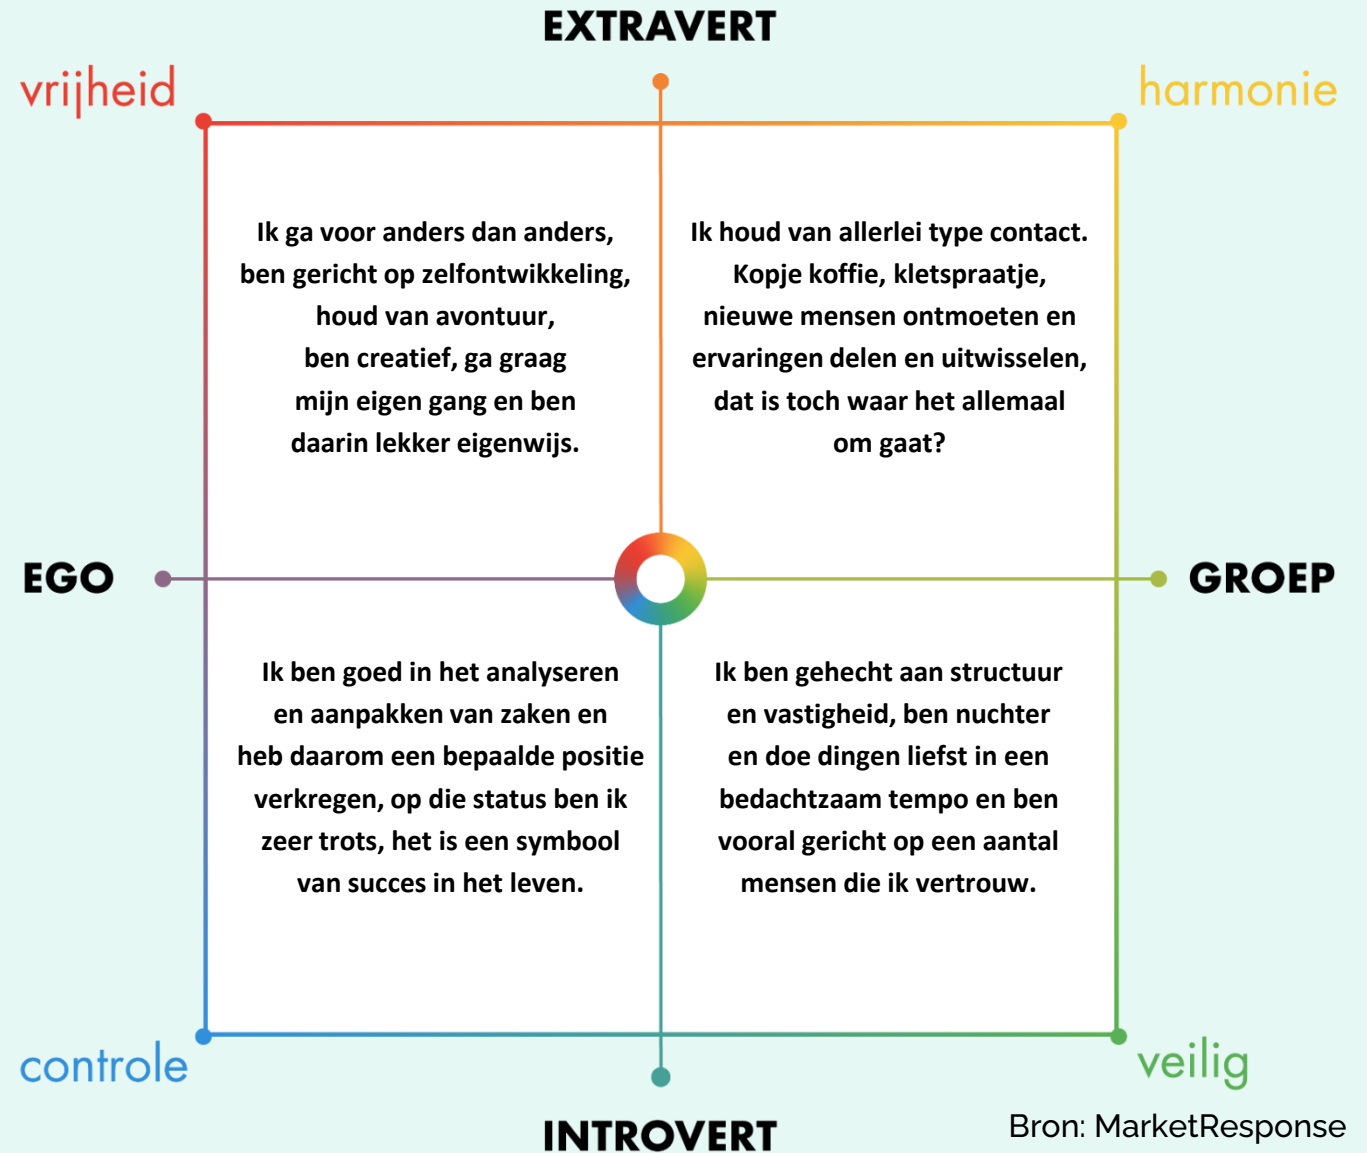 EXTRAVERT
vrijheid
harmonie
Ik ga voor anders dan anders,
ben gericht op zelfontwikkeling,
houd van avontuur,
ben creatief, ga graag
mijn eigen gang en ben
daarin lekker eigenwijs.
Ik houd van allerlei type contact.
Kopje koffie, kletspraatje,
nieuwe mensen ontmoeten en
ervaringen delen en uitwisselen,
dat is toch waar het allemaal
om gaat?
EGO
GROEP
Ik ben goed in het analyseren
en aanpakken van zaken en
heb daarom een bepaalde positie
verkregen, op die status ben ik
zeer trots, het is een symbool
van succes in het leven.
Ik ben gehecht aan structuur
en vastigheid, ben nuchter
en doe dingen liefst in een
bedachtzaam tempo en ben
vooral gericht op een aantal
mensen die ik vertrouw.
controle
veilig
INTROVERT
Bron: MarketResponse